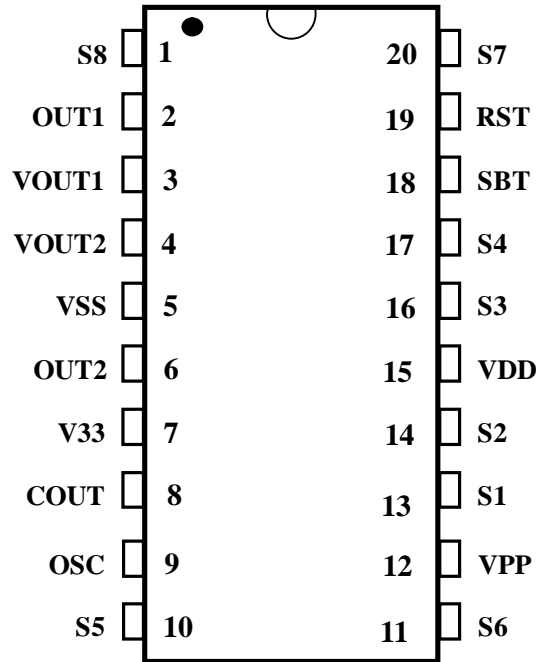 S8 1 20 S7
OUT1 2 19 RST
VOUT1 3 18 SBT
VOUT2 4 17 S4
VSS 5 16 S3
OUT2 6 15 VDD
V33 7 14 S2
COUT 8 13 S1
OSC 9 12 VPP
S5 10 11 S6